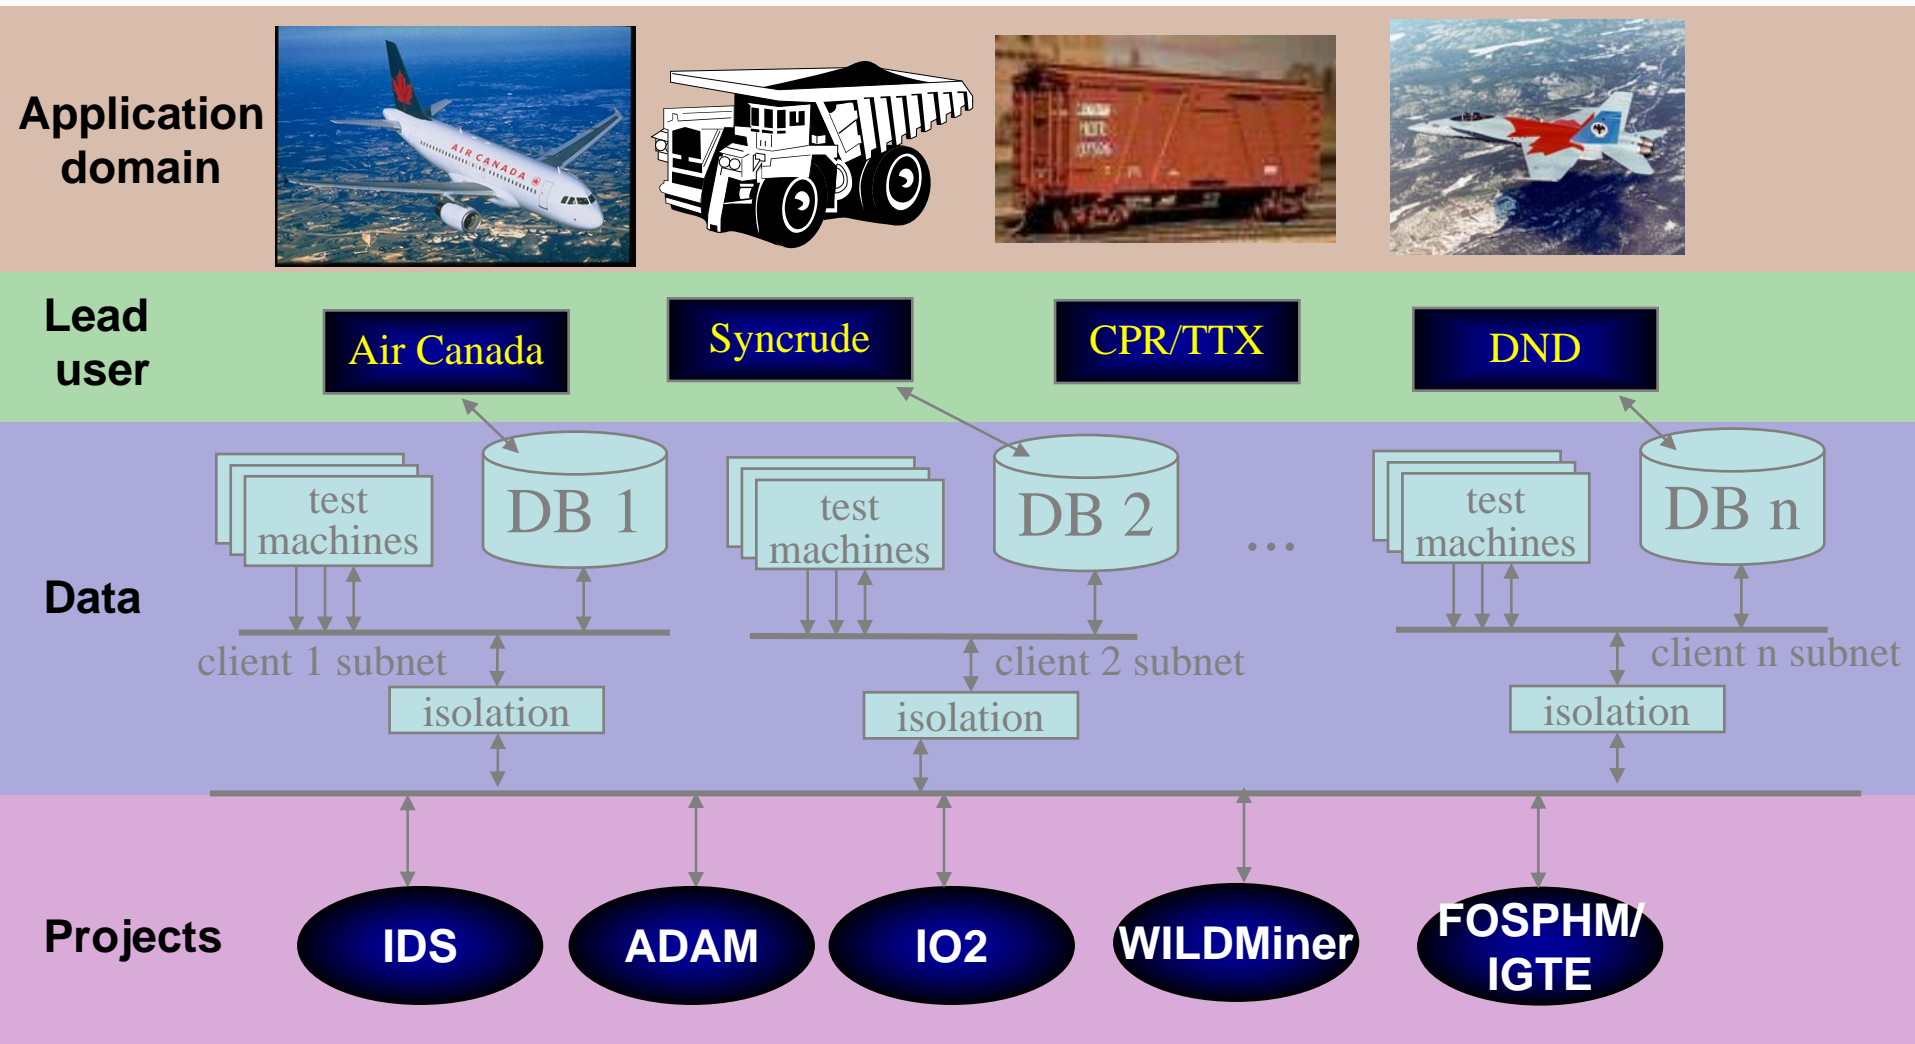 Application
domain
AIR CANADA
Lead
user
Air Canada
Syncrude
CPR/TTX
DND
Data
test
machines
DB 1
test
machines
DB 2
...
test
machines
DB n
client 1 subnet
client 2 subnet
client n subnet
isolation
isolation
isolation
Projects
IDS
ADAM
IO2
WILDMiner
FOSPHM/
IGTE